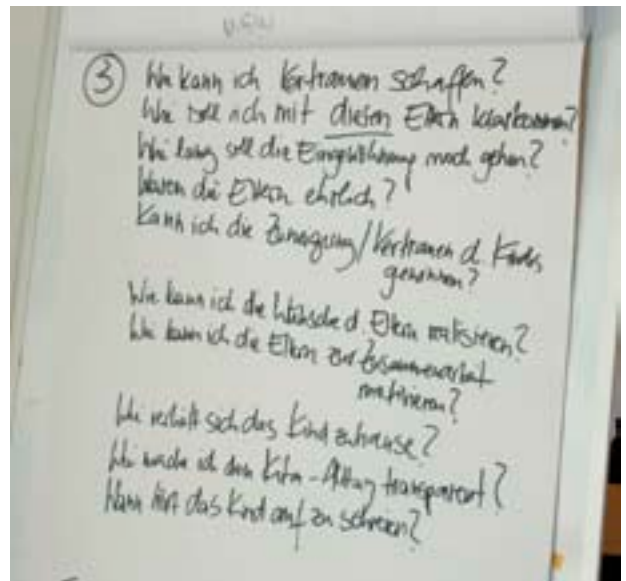 ③ Wie kann ich Vertrauen schaffen?
Wie soll ich mit diesen Eltern klarkommen?
Wie lang soll die Eingewöhnung noch gehen?
Waren die Eltern ehrlich?
Kann ich die Zuneigung/Vertrauen d. Kindes
gewinnen?
Wie kann ich die Wünsche d. Eltern realisieren?
Wie kann ich die Eltern zur Zusammenarbeit
motivieren?
Wie verhält sich das Kind zuhause?
Wie mache ich den Kita-Alltag transparent?
Wann hört das Kind auf zu schreien?